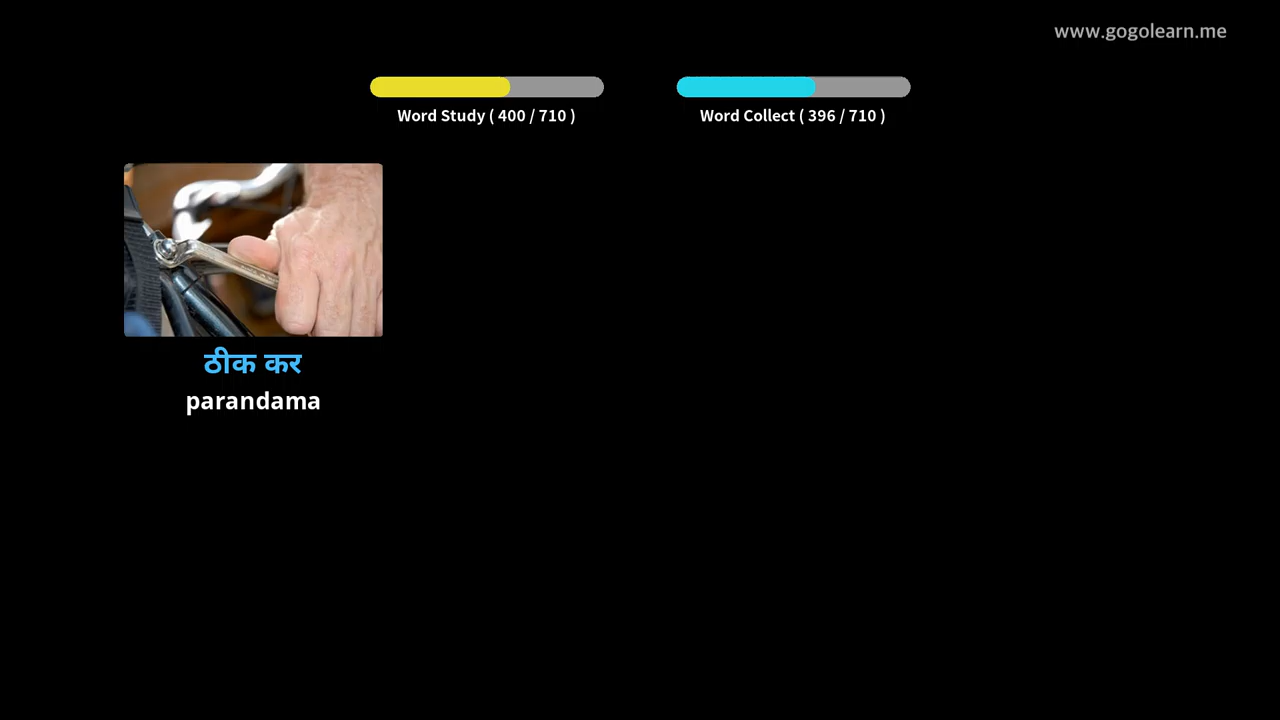 www.gogolearn.me
Word Study ( 400 / 710 )
Word Collect ( 396 / 710 )
ठीक कर
parandama